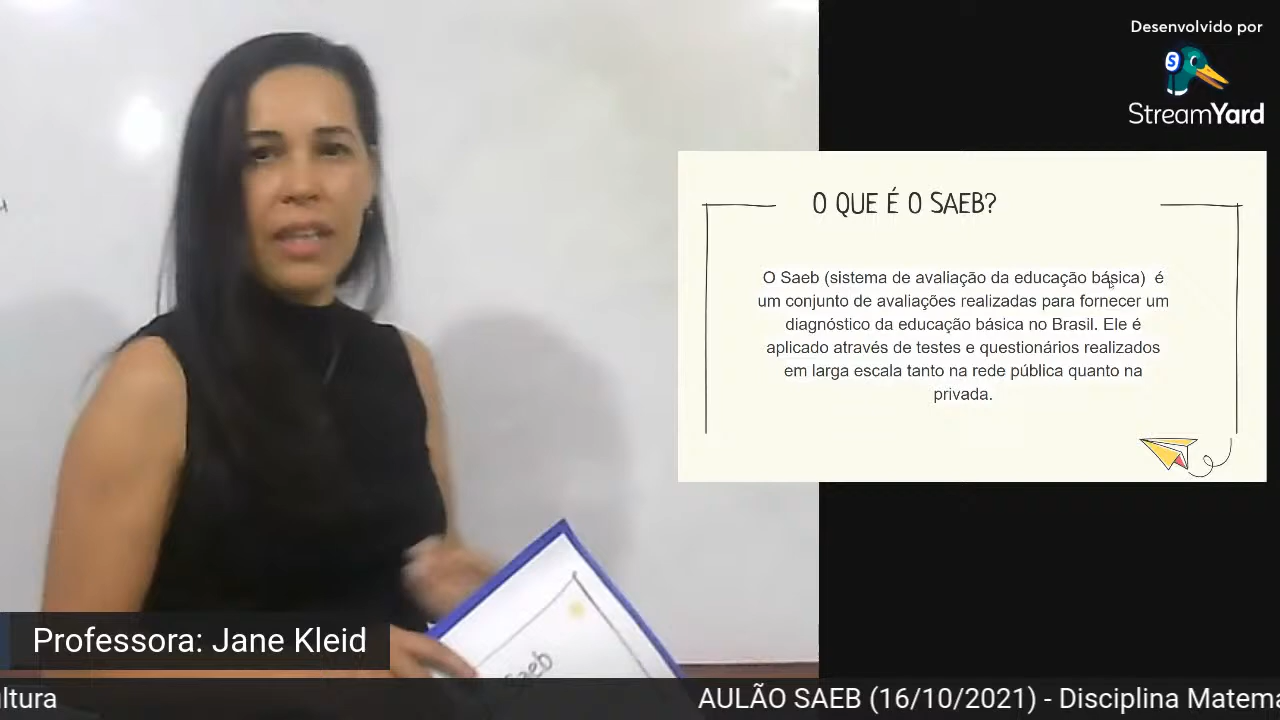 Desenvolvido por
StreamYard
O QUE É O SAEB?
O Saeb (sistema de avaliação da educação básica) é
um conjunto de avaliações realizadas para fornecer um
diagnóstico da educação básica no Brasil. Ele é
aplicado através de testes e questionários realizados
em larga escala tanto na rede pública quanto na
privada.
Saeb
Professora: Jane Kleid
ltura
AULÃO SAEB (16/10/2021) - Disciplina Matema